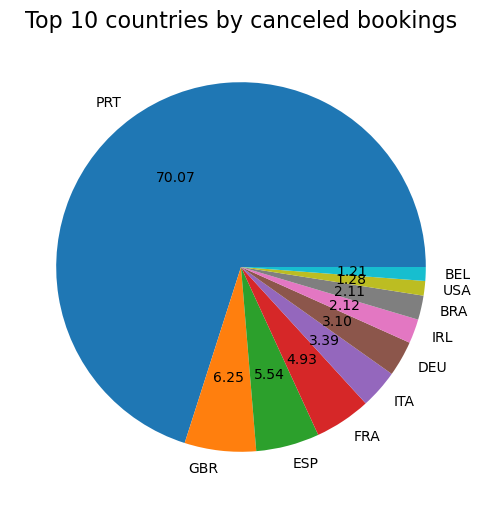 Top 10 countries by canceled bookings
PRT
70.07
GBR
6.25
ESP
5.54
FRA
4.93
ITA
3.39
DEU
3.10
IRL
2.12
BRA
2.11
USA
1.28
BEL
1.21